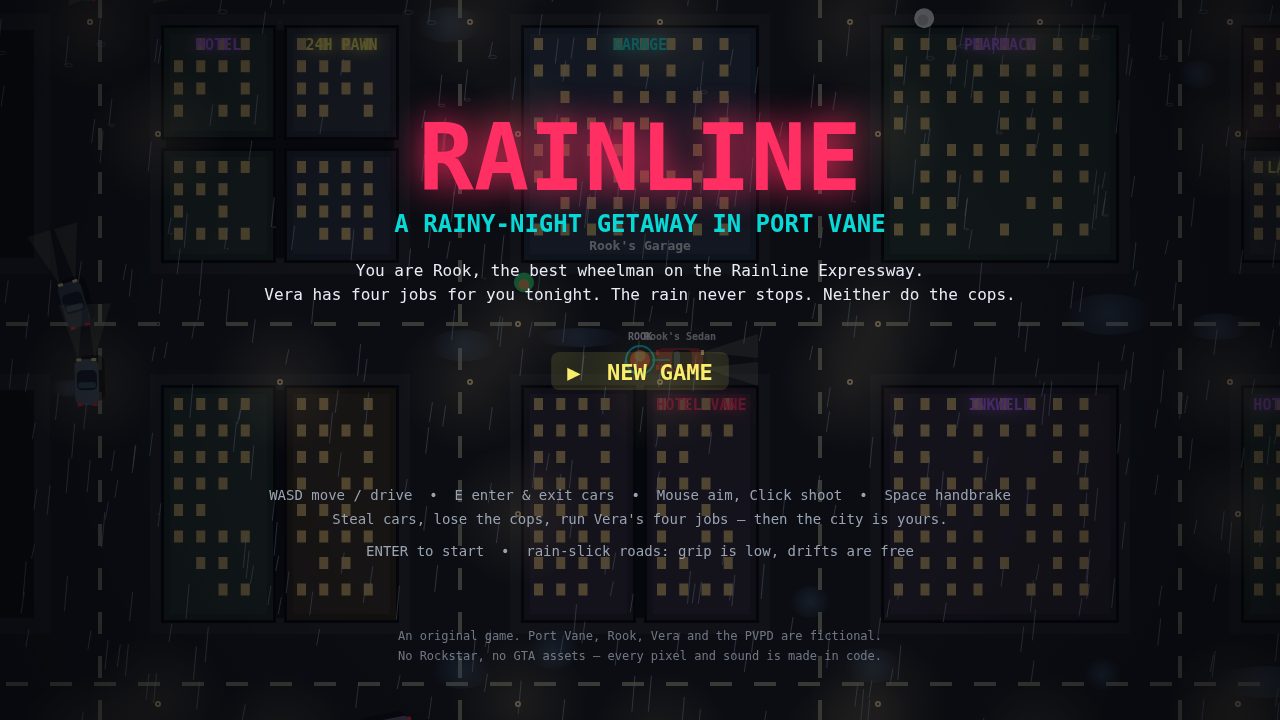 HOTEL
24H PAWN
GARAGE
PHARMACY
RAINLINE
A RAINY-NIGHT GETAWAY IN PORT VANE
Rook's Garage
You are Rook, the best wheelman on the Rainline Expressway.
Vera has four jobs for you tonight. The rain never stops. Neither do the cops.
ROOK
Rook's Sedan
▶ NEW GAME
HOTEL VANE
INKWELL
WASD move / drive • E enter & exit cars • Mouse aim, Click shoot • Space handbrake
Steal cars, lose the cops, run Vera's four jobs — then the city is yours.
ENTER to start • rain-slick roads: grip is low, drifts are free
An original game. Port Vane, Rook, Vera and the PVPD are fictional.
No Rockstar, no GTA assets — every pixel and sound is made in code.